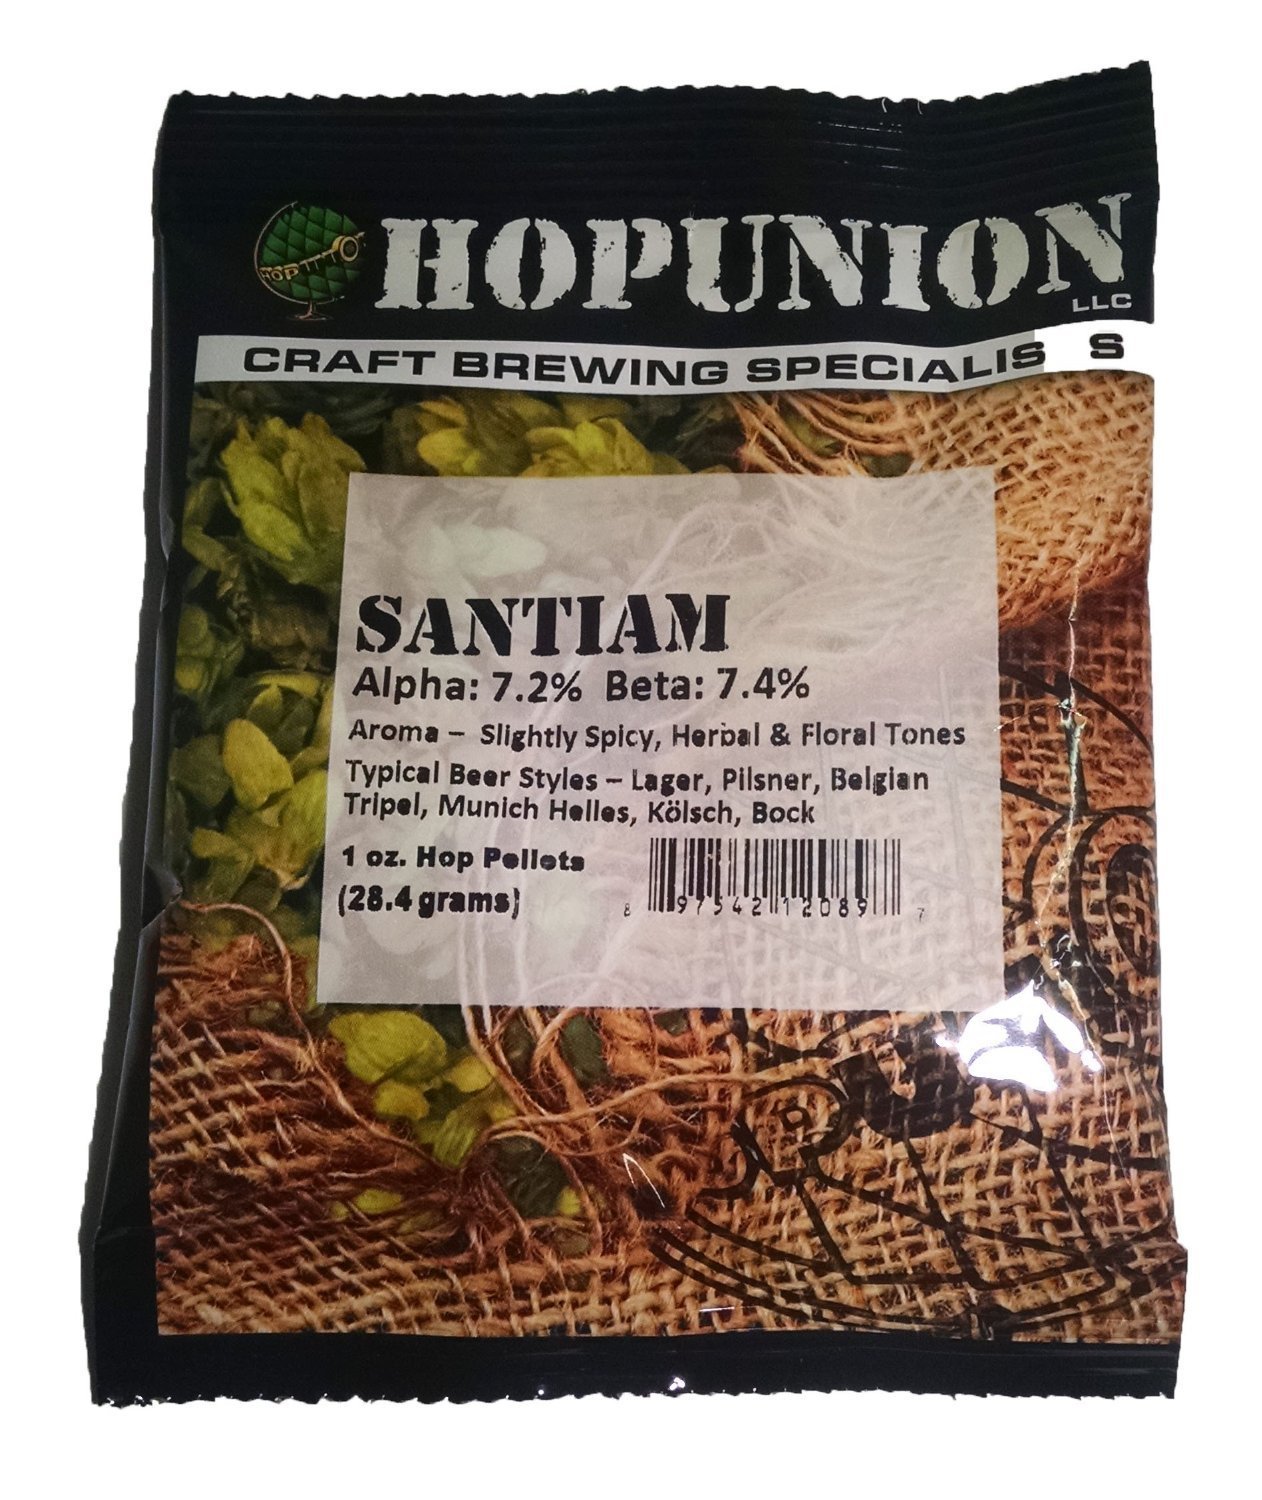 HOP
HOPUNION
LLC
CRAFT BREWING SPECIALIS S
SANTIAM
Alpha: 7.2% Beta: 7.4%
Aroma – Slightly Spicy, Herbal & Floral Tones
Typical Beer Styles – Lager, Pilsner, Belgian
Tripel, Munich Helles, Kölsch, Bock
1 oz. Hop Pellets
(28.4 grams)
8 97542 12089 7